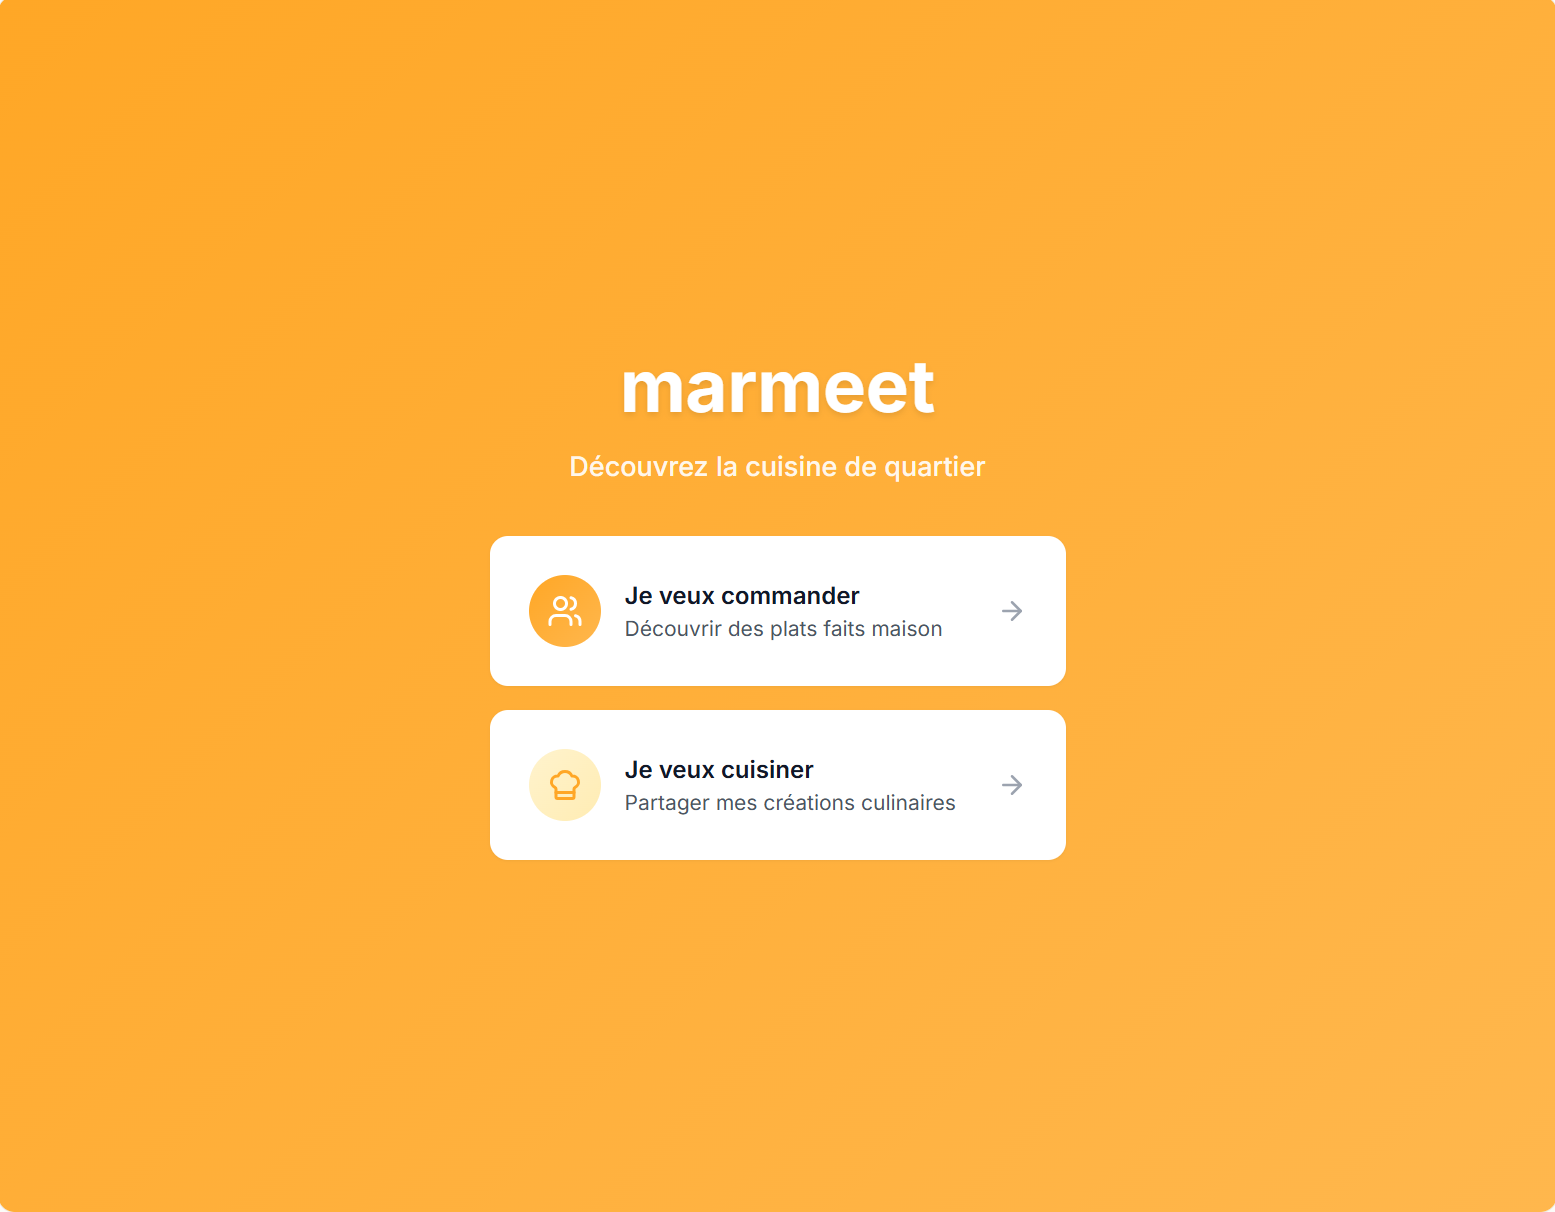 marmeet
Découvrez la cuisine de quartier
Je veux commander
Découvrir des plats faits maison
Je veux cuisiner
Partager mes créations culinaires